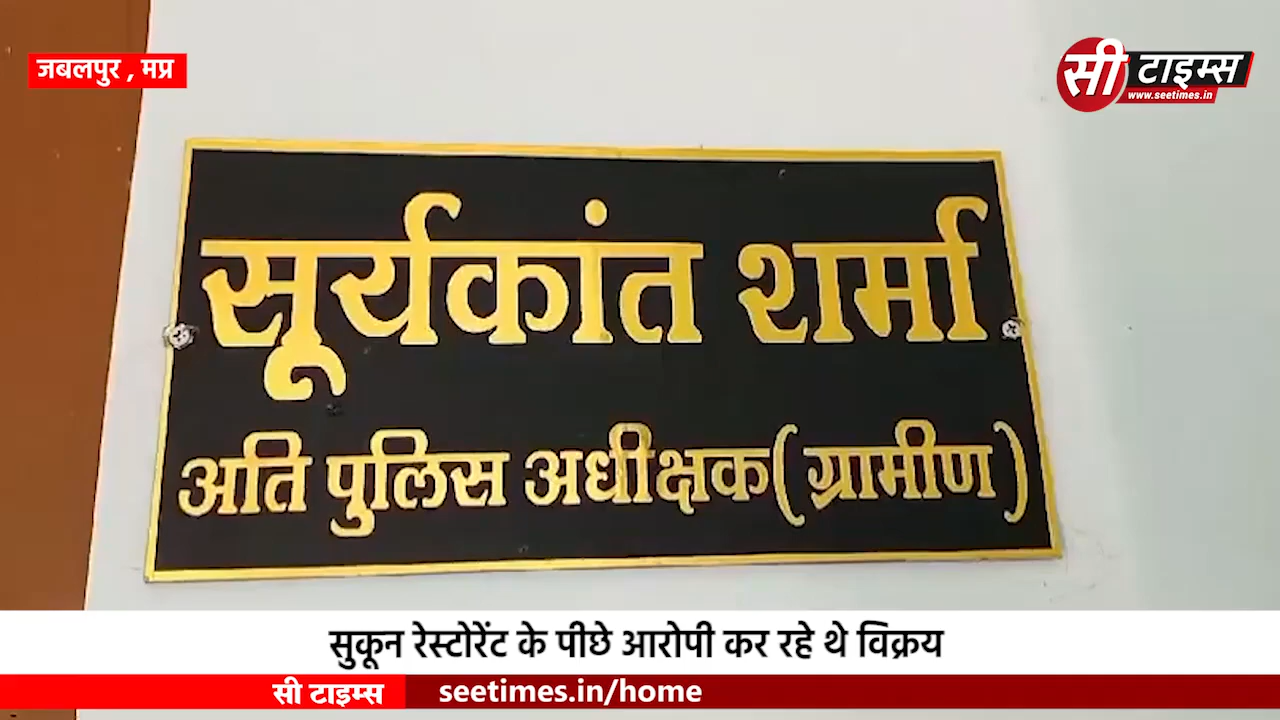 जबलपुर , मप्र
सी टाइम्स
www.seetimes.in
सूर्यकांत शर्मा
अति पुलिस अधीक्षक ( ग्रामीण )
सुकून रेस्टोरेंट के पीछे आरोपी कर रहे थे विक्रय
सी टाइम्स seetimes.in/home